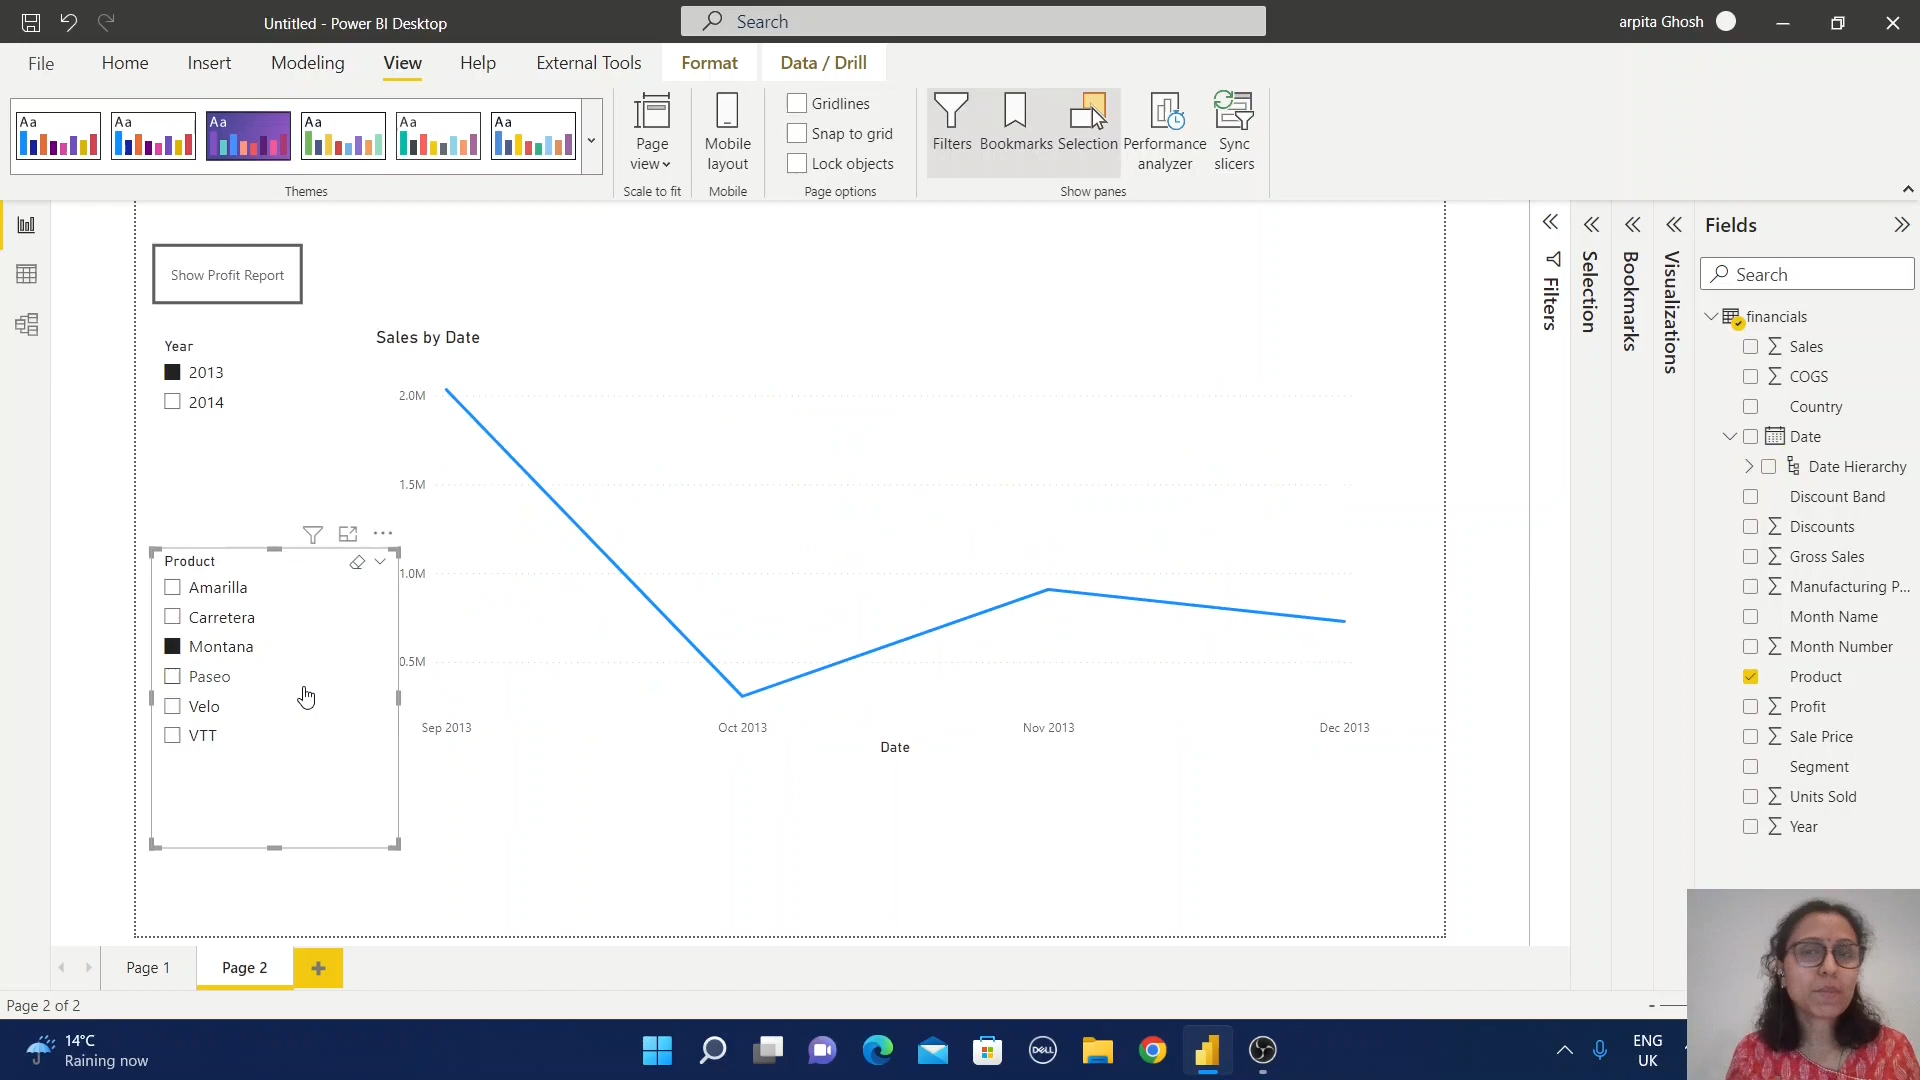 Untitled - Power BI Desktop
Search
arpita Ghosh
File
Home
Insert
Modeling
View
Help
External Tools
Format
Data / Drill
Aa
Aa
Aa
Aa
Aa
Aa
Themes
Page
view
Scale to fit
Mobile
layout
Mobile
Gridlines
Snap to grid
Lock objects
Page options
Filters
Bookmarks
Selection
Performance
analyzer
Sync
slicers
Show panes
Show Profit Report
Year
2013
2014
Sales by Date
2.0M
1.5M
1.0M
0.5M
Sep 2013
Oct 2013
Nov 2013
Dec 2013
Date
Product
Amarilla
Carretera
Montana
Paseo
Velo
VTT
Filters
Selection
Bookmarks
Visualizations
Fields
Search
financials
Sales
COGS
Country
Date
Date Hierarchy
Discount Band
Discounts
Gross Sales
Manufacturing P...
Month Name
Month Number
Product
Profit
Sale Price
Segment
Units Sold
Year
Page 1
Page 2
Page 2 of 2
14°C
Raining now
DELL
ENG
UK